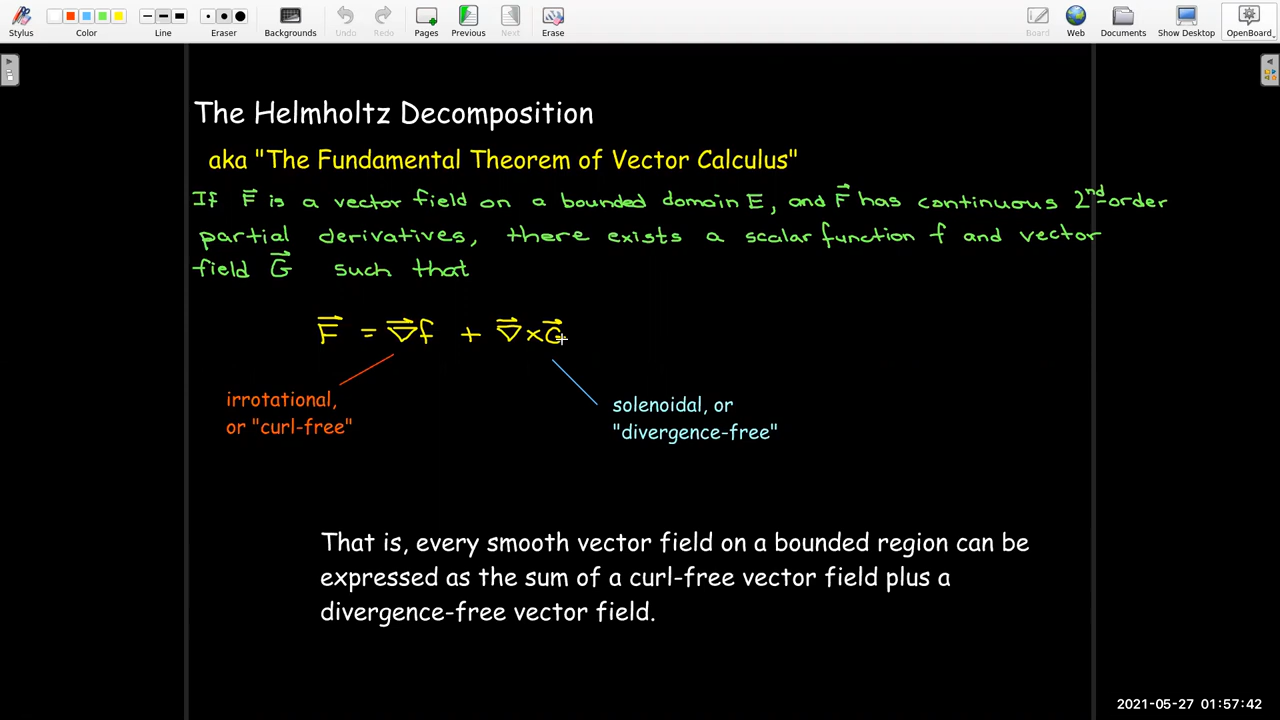 Stylus Color Line Eraser Backgrounds Undo Redo Pages Previous Next Erase Board Web Documents Show Desktop OpenBoard
The Helmholtz Decomposition
aka "The Fundamental Theorem of Vector Calculus"
If F⃗ is a vector field on a bounded domain E, and F⃗ has continuous 2nd-order
partial derivatives, there exists a scalar function f and vector
field G⃗ such that
F⃗ = ∇⃗f + ∇⃗×G⃗
irrotational,
or "curl-free"
solenoidal, or
"divergence-free"
That is, every smooth vector field on a bounded region can be
expressed as the sum of a curl-free vector field plus a
divergence-free vector field.
2021-05-27 01:57:42